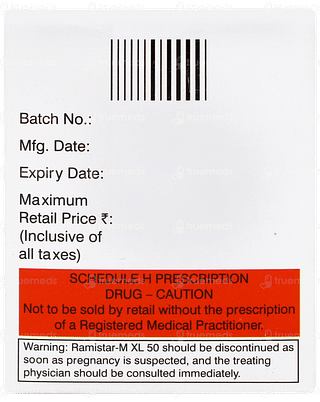 Batch No.:
Mfg. Date:
Expiry Date:
Maximum
Retail Price ₹:
(Inclusive of
all taxes)
SCHEDULE H PRESCRIPTION
DRUG – CAUTION
Not to be sold by retail without the prescription
of a Registered Medical Practitioner.
Warning: Ramistar-M XL 50 should be discontinued as
soon as pregnancy is suspected, and the treating
physician should be consulted immediately.
truemeds